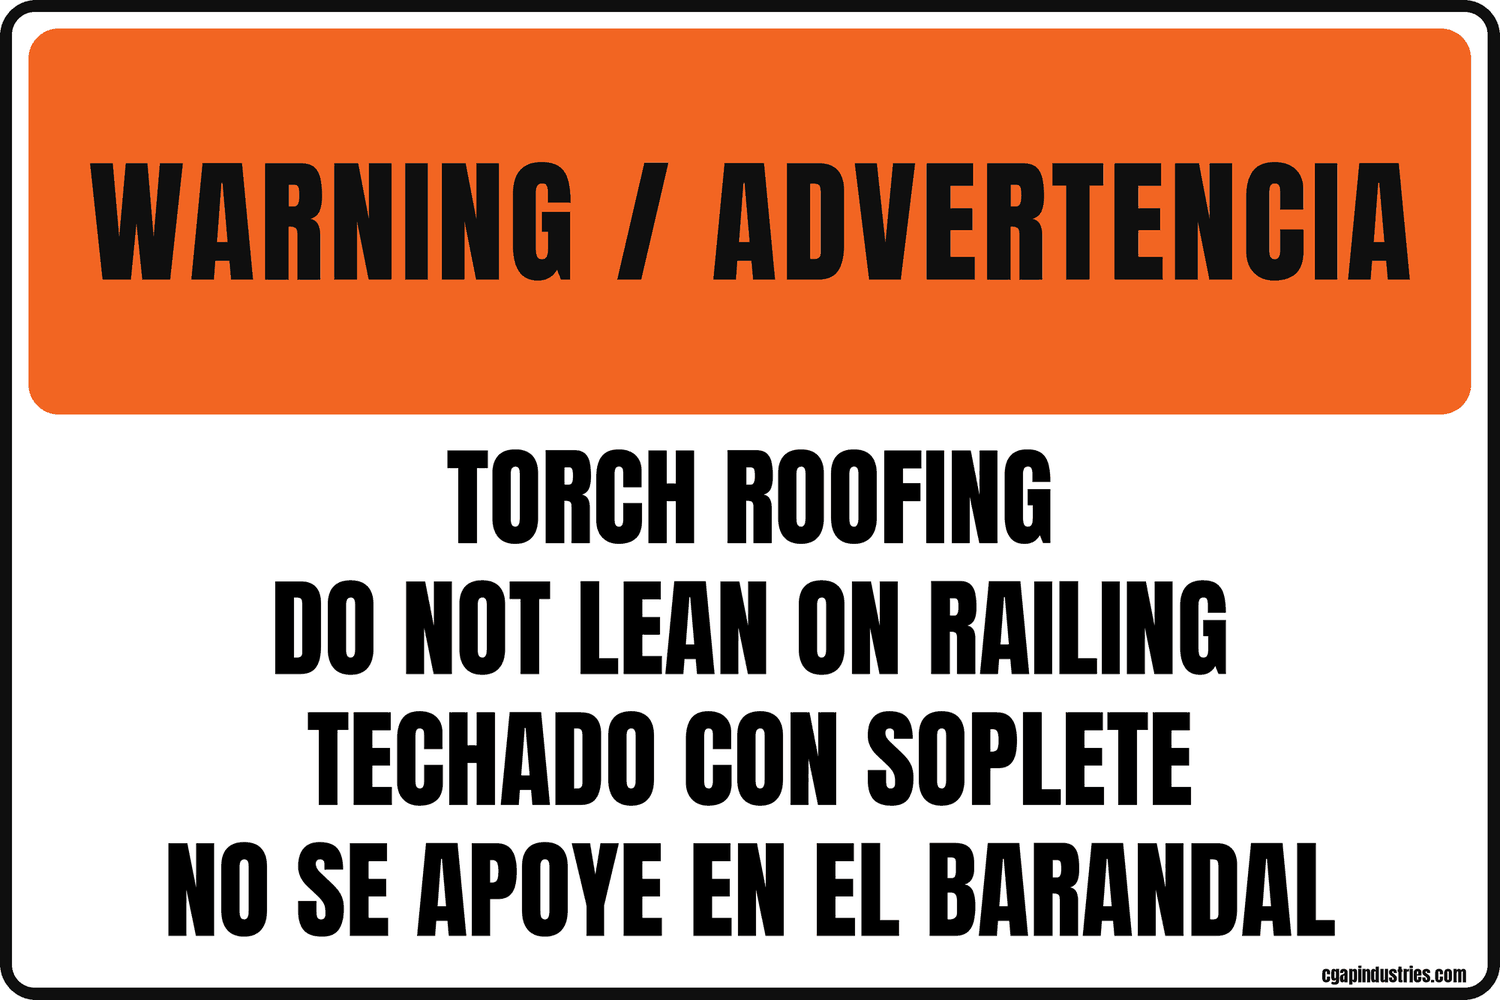 WARNING / ADVERTENCIA
TORCH ROOFING
DO NOT LEAN ON RAILING
TECHADO CON SOPLETE
NO SE APOYE EN EL BARANDAL
cgapindustries.com